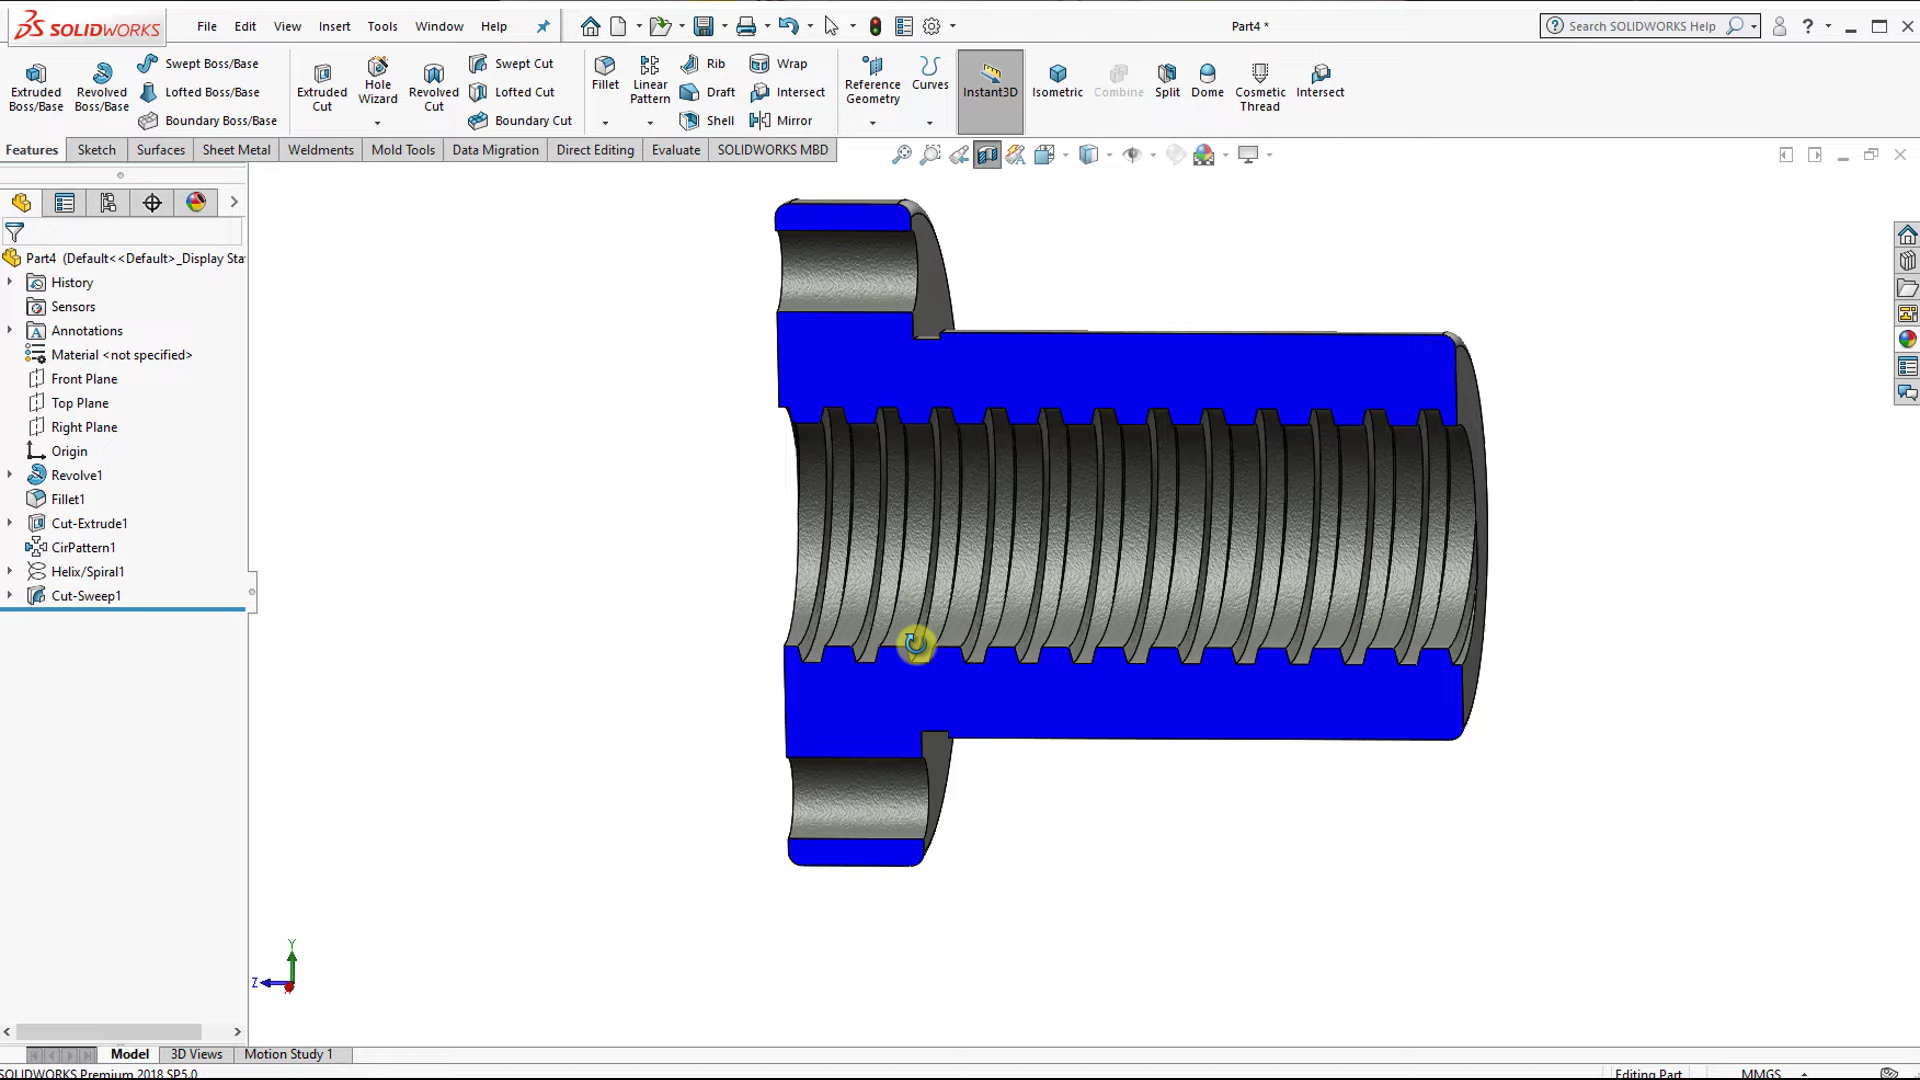 SOLIDWORKS File Edit View Insert Tools Window Help Part4 * Search SOLIDWORKS Help ?
Extruded Boss/Base
Revolved Boss/Base
Swept Boss/Base
Lofted Boss/Base
Boundary Boss/Base
Extruded Cut
Hole Wizard
Revolved Cut
Swept Cut
Lofted Cut
Boundary Cut
Fillet
Linear Pattern
Rib
Draft
Shell
Wrap
Intersect
Mirror
Reference Geometry
Curves
Instant3D
Isometric
Combine
Split
Dome
Cosmetic Thread
Intersect
Features Sketch Surfaces Sheet Metal Weldments Mold Tools Data Migration Direct Editing Evaluate SOLIDWORKS MBD
Part4 (Default<<Default>_Display Sta
History
Sensors
Annotations
Material <not specified>
Front Plane
Top Plane
Right Plane
Origin
Revolve1
Fillet1
Cut-Extrude1
CirPattern1
Helix/Spiral1
Cut-Sweep1
Y
Z
Model 3D Views Motion Study 1
SOLIDWORKS Premium 2018 SP5.0 Editing Part MMGS